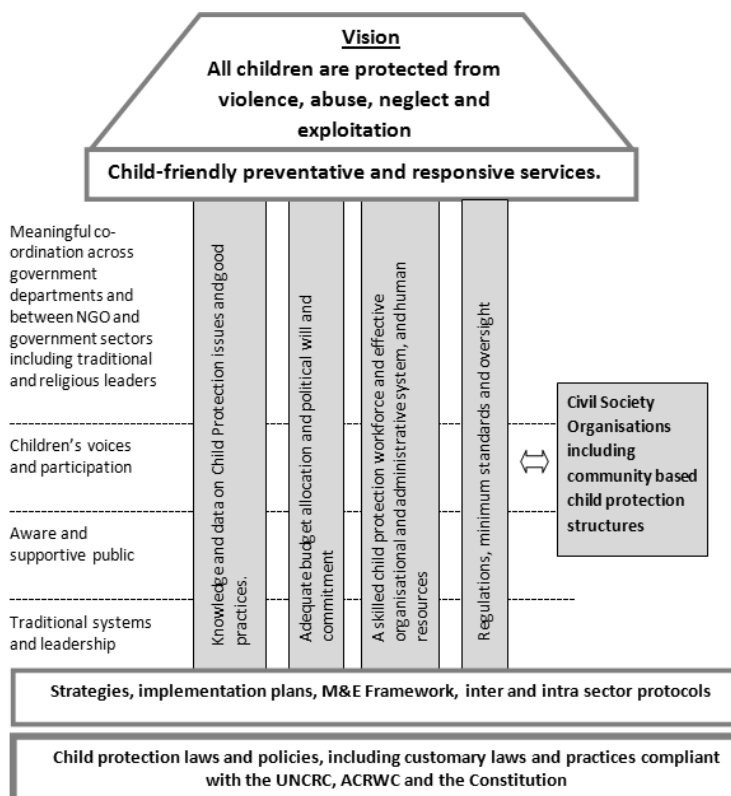 Vision
All children are protected from
violence, abuse, neglect and
exploitation
Child-friendly preventative and responsive services.
Meaningful co-
ordination across
government
departments and
between NGO and
government sectors
including traditional
and religious leaders
Children's voices
and participation
Aware and
supportive public
Traditional systems
and leadership
Knowledge and data on Child Protection issues andgood
practices.
Adequate budget allocation and political will and
commitment
A skilled child protection workforce and effective
organisational and administrative system, and human
resources
Regulations, minimum standards and oversight
Civil Society
Organisations
including
community based
child protection
structures
Strategies, implementation plans, M&E Framework, inter and intra sector protocols
Child protection laws and policies, including customary laws and practices compliant
with the UNCRC, ACRWC and the Constitution